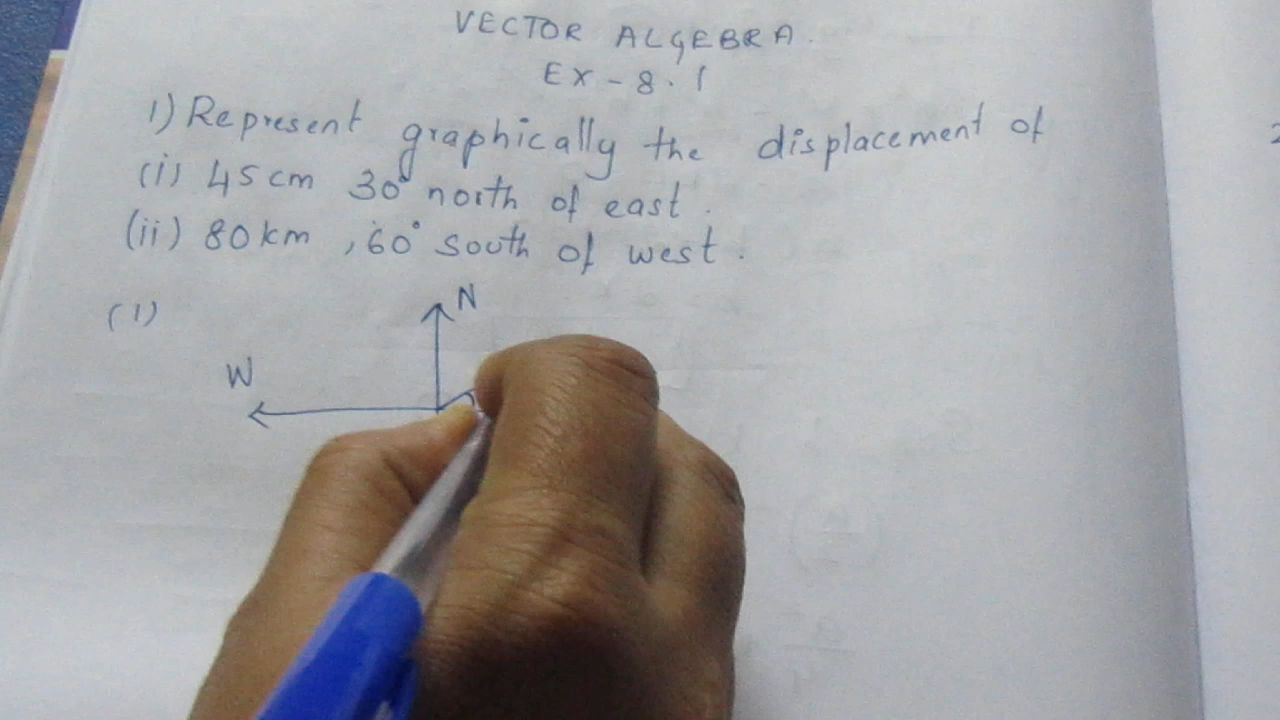 VECTOR ALGEBRA.
EX - 8.1
1) Represent graphically the displacement of
(i) 45cm 30° north of east.
(ii) 80km, 60° south of west.
(1)
N
W